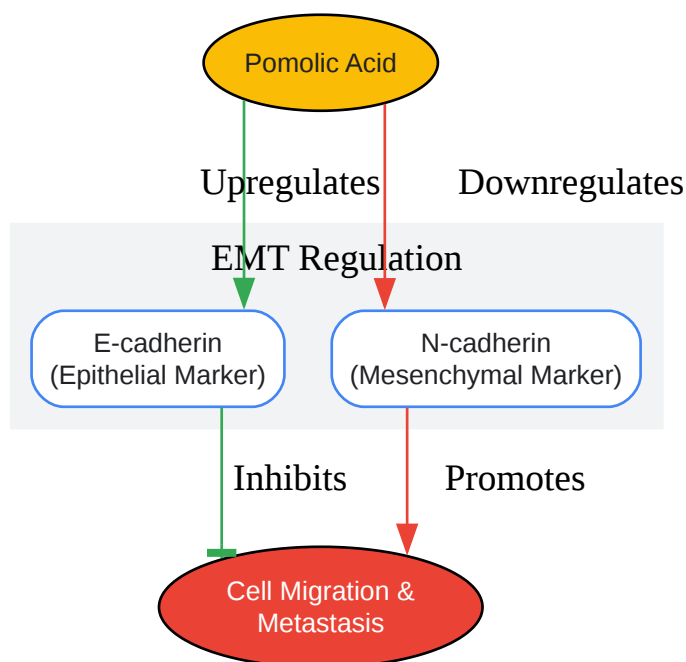 Pomolic Acid
Upregulates
Downregulates
EMT Regulation
E-cadherin
(Epithelial Marker)
N-cadherin
(Mesenchymal Marker)
Inhibits
Promotes
Cell Migration &
Metastasis